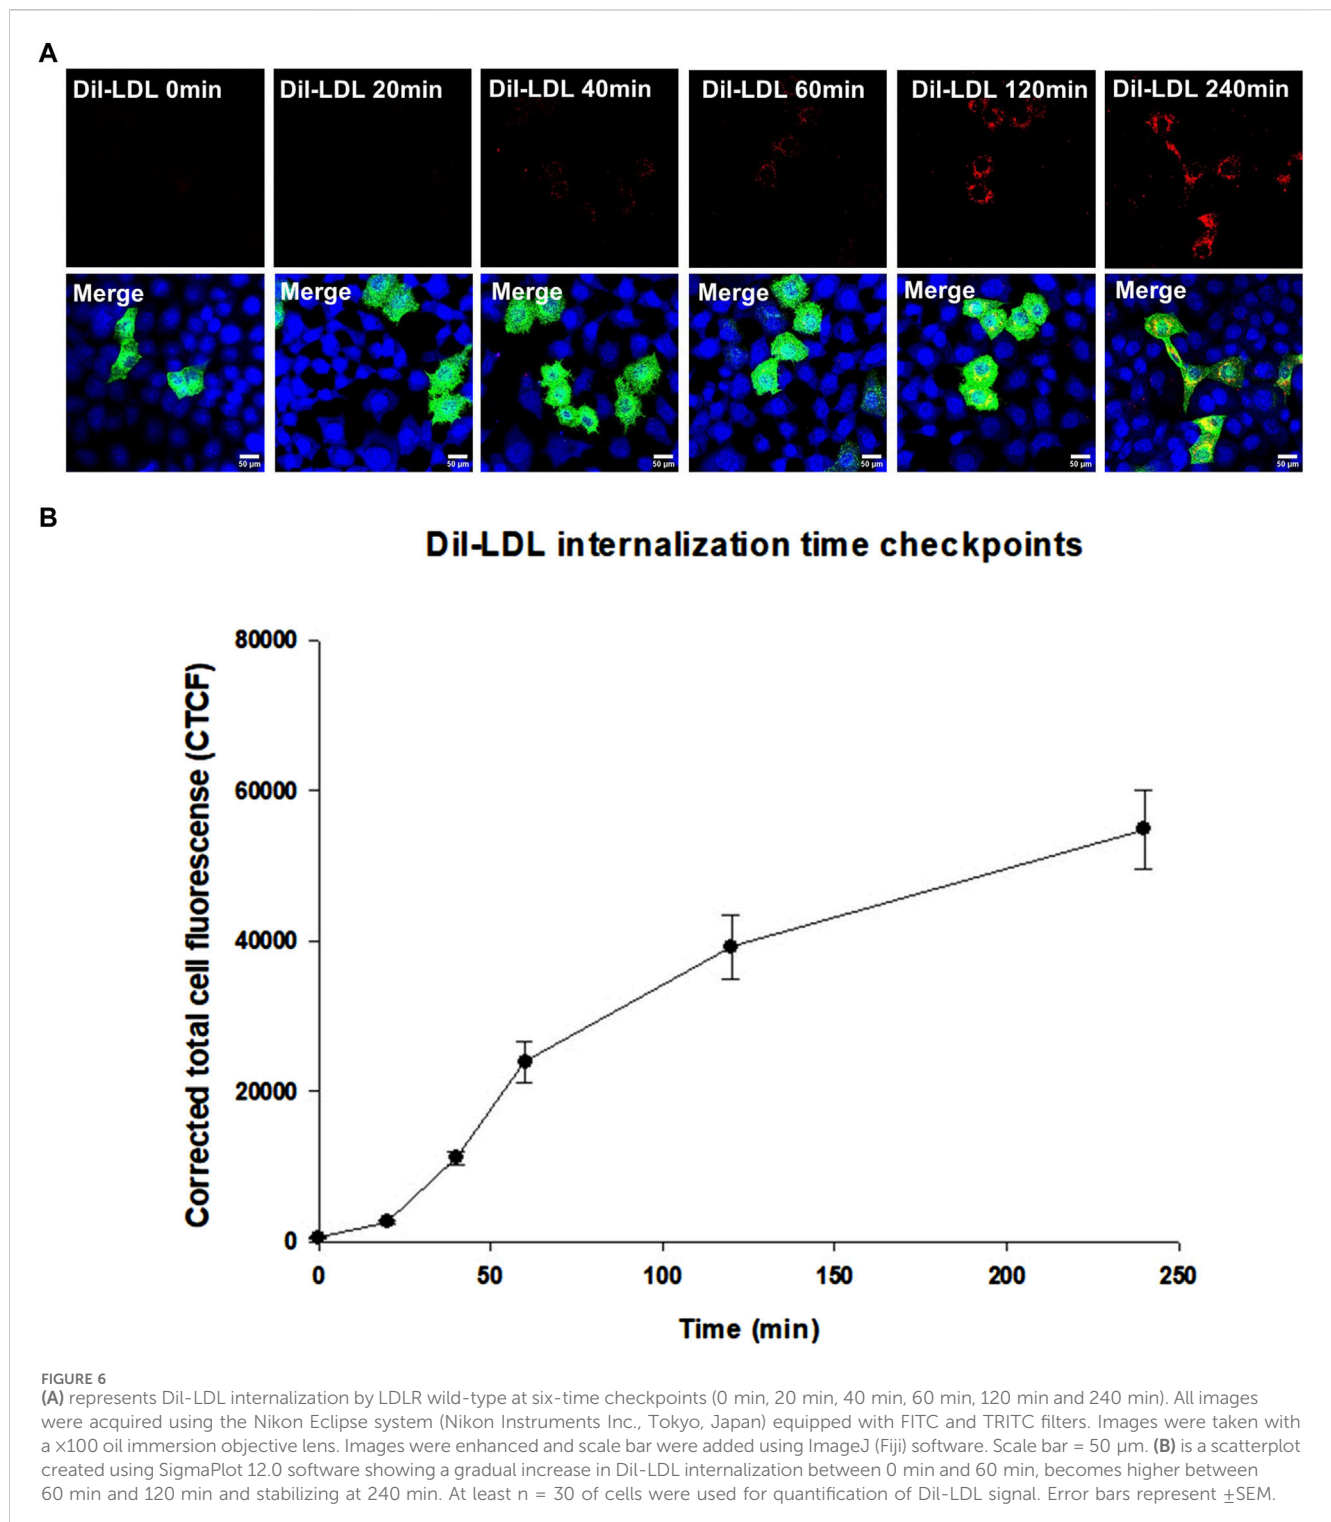 A
Dil-LDL 0min
Dil-LDL 20min
Dil-LDL 40min
Dil-LDL 60min
Dil-LDL 120min
Dil-LDL 240min
Merge
Merge
Merge
Merge
Merge
Merge
50 µm
50 µm
50 µm
50 µm
50 µm
50 µm
B
Dil-LDL internalization time checkpoints
Corrected total cell fluorescense (CTCF)
80000
60000
40000
20000
0
0
50
100
150
200
250
Time (min)
FIGURE 6
(A) represents Dil-LDL internalization by LDLR wild-type at six-time checkpoints (0 min, 20 min, 40 min, 60 min, 120 min and 240 min). All images
were acquired using the Nikon Eclipse system (Nikon Instruments Inc., Tokyo, Japan) equipped with FITC and TRITC filters. Images were taken with
a ×100 oil immersion objective lens. Images were enhanced and scale bar were added using ImageJ (Fiji) software. Scale bar = 50 µm. (B) is a scatterplot
created using SigmaPlot 12.0 software showing a gradual increase in Dil-LDL internalization between 0 min and 60 min, becomes higher between
60 min and 120 min and stabilizing at 240 min. At least n = 30 of cells were used for quantification of Dil-LDL signal. Error bars represent ±SEM.